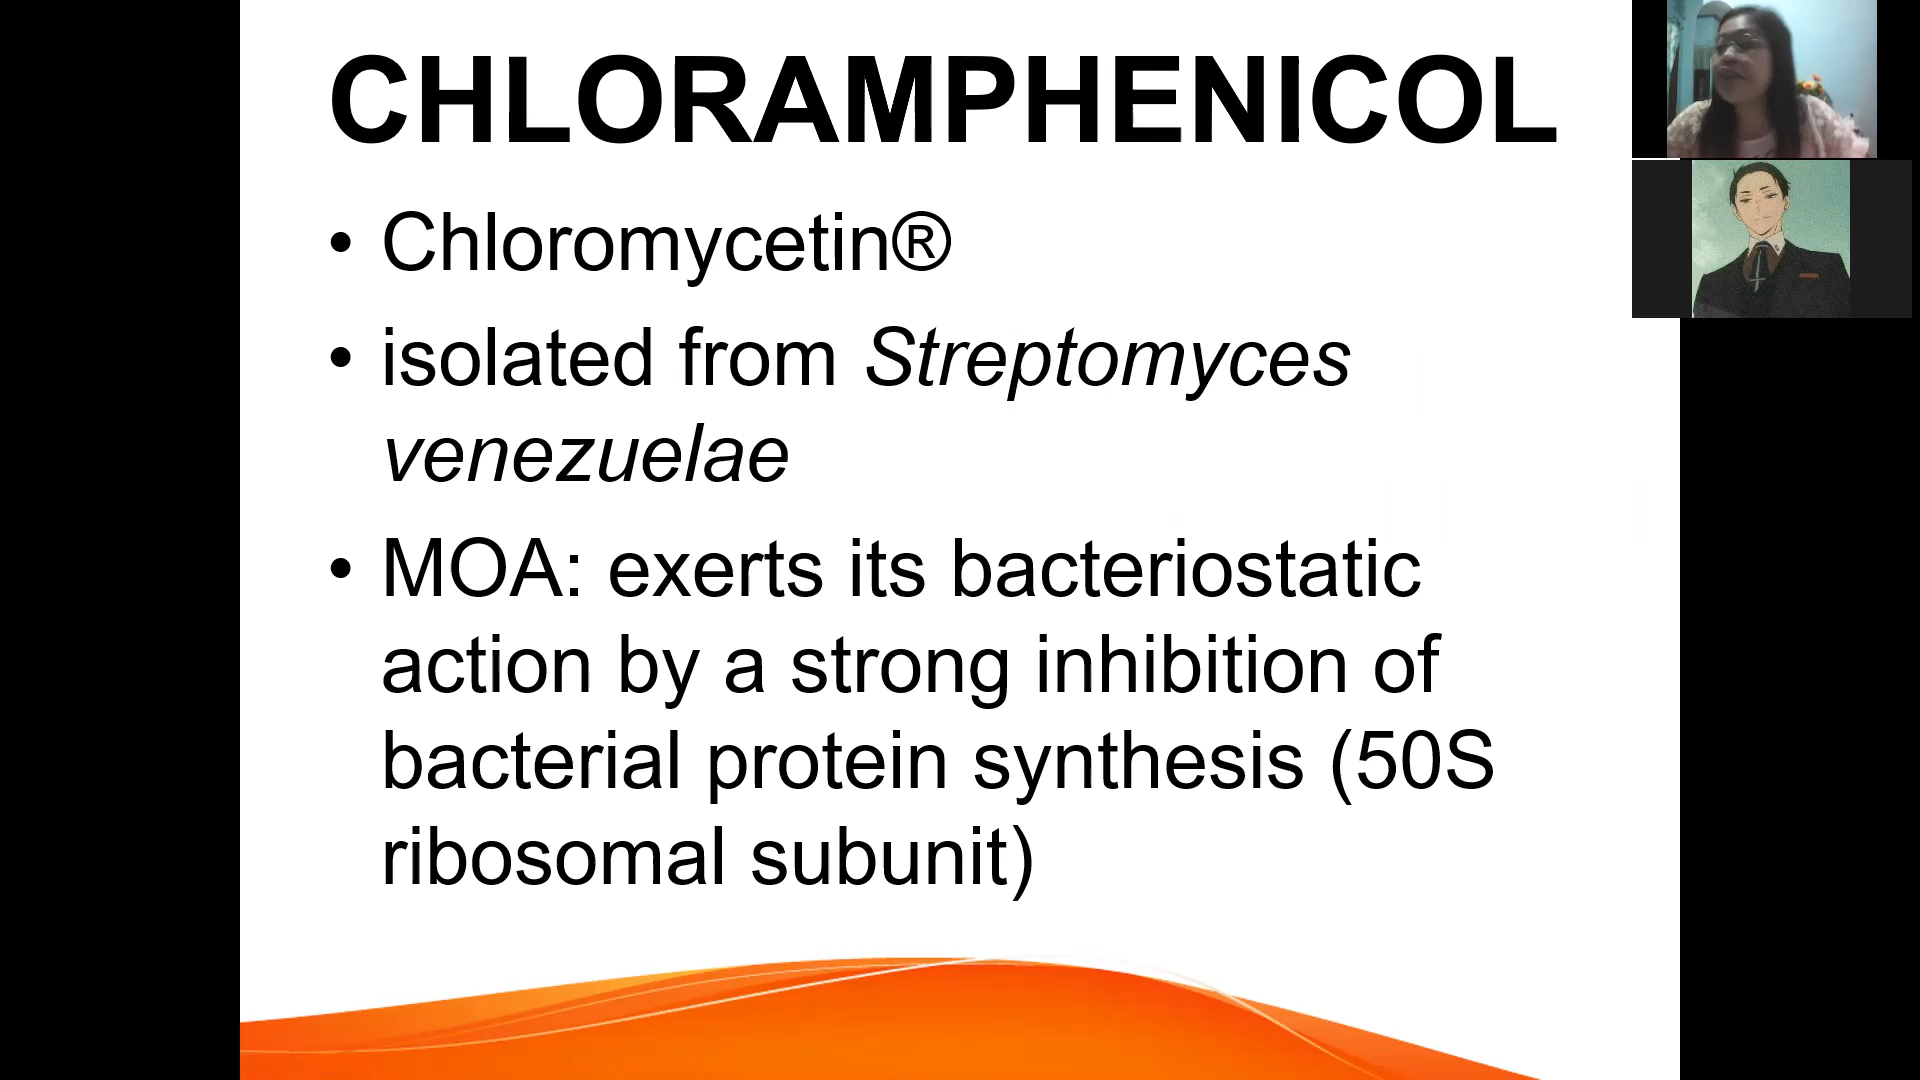 CHLORAMPHENICOL
• Chloromycetin®
• isolated from Streptomyces
venezuelae
• MOA: exerts its bacteriostatic
action by a strong inhibition of
bacterial protein synthesis (50S
ribosomal subunit)